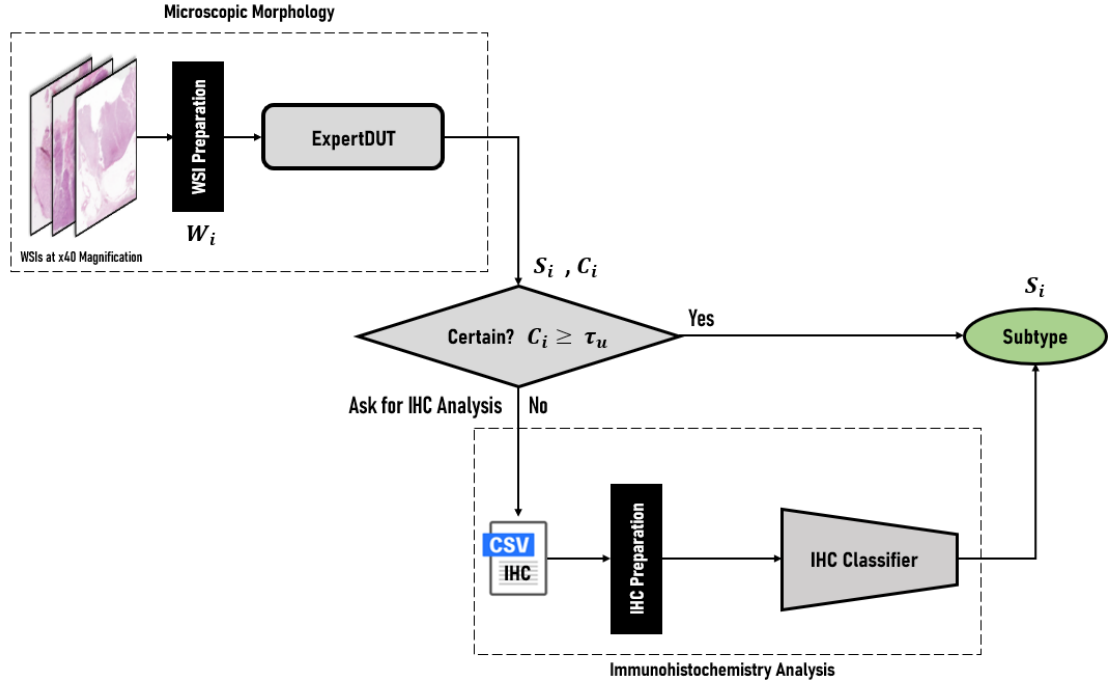 Microscopic Morphology
WSI Preparation
ExpertDUT
W_i
WSIs at x40 Magnification
S_i , C_i
S_i
Certain? C_i ≥ τ_u
Yes
Subtype
Ask for IHC Analysis
No
CSV
IHC
IHC Preparation
IHC Classifier
Immunohistochemistry Analysis